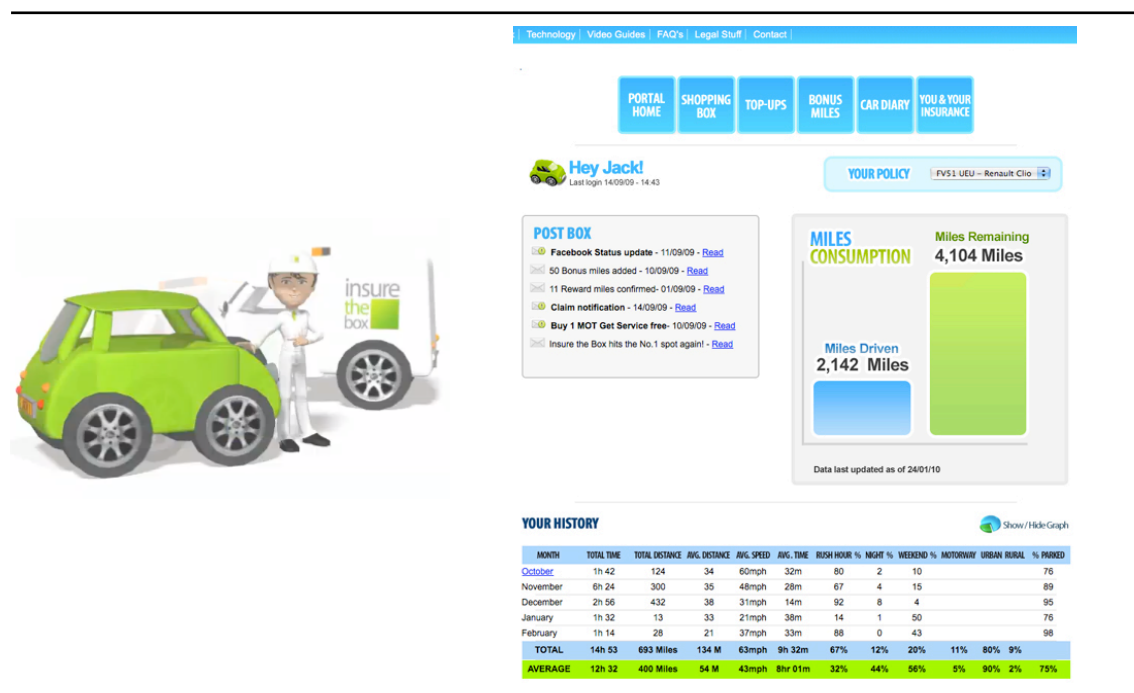 Technology | Video Guides | FAQ's | Legal Stuff | Contact |
PORTAL HOME
SHOPPING BOX
TOP-UPS
BONUS MILES
CAR DIARY
YOU & YOUR INSURANCE
Hey Jack!
Last login 14/09/09 - 14:43
YOUR POLICY
FV51 UEU – Renault Clio
insure
the
box
POST BOX
Facebook Status update - 11/09/09 - Read
50 Bonus miles added - 10/09/09 - Read
11 Reward miles confirmed- 01/09/09 - Read
Claim notification - 14/09/09 - Read
Buy 1 MOT Get Service free- 10/09/09 - Read
Insure the Box hits the No.1 spot again! - Read
MILES
CONSUMPTION
Miles Remaining
4,104 Miles
Miles Driven
2,142 Miles
Data last updated as of 24/01/10
YOUR HISTORY
Show / Hide Graph
MONTH TOTAL TIME TOTAL DISTANCE AVG. DISTANCE AVG. SPEED AVG. TIME RUSH HOUR % NIGHT % WEEKEND % MOTORWAY URBAN RURAL % PARKED
October 1h 42 124 34 60mph 32m 80 2 10 76
November 6h 24 300 35 48mph 28m 67 4 15 89
December 2h 56 432 38 31mph 14m 92 8 4 95
January 1h 32 13 33 21mph 38m 14 1 50 76
February 1h 14 28 21 37mph 33m 88 0 43 98
TOTAL 14h 53 693 Miles 134 M 63mph 9h 32m 67% 12% 20% 11% 80% 9%
AVERAGE 12h 32 400 Miles 54 M 43mph 8hr 01m 32% 44% 56% 5% 90% 2% 75%